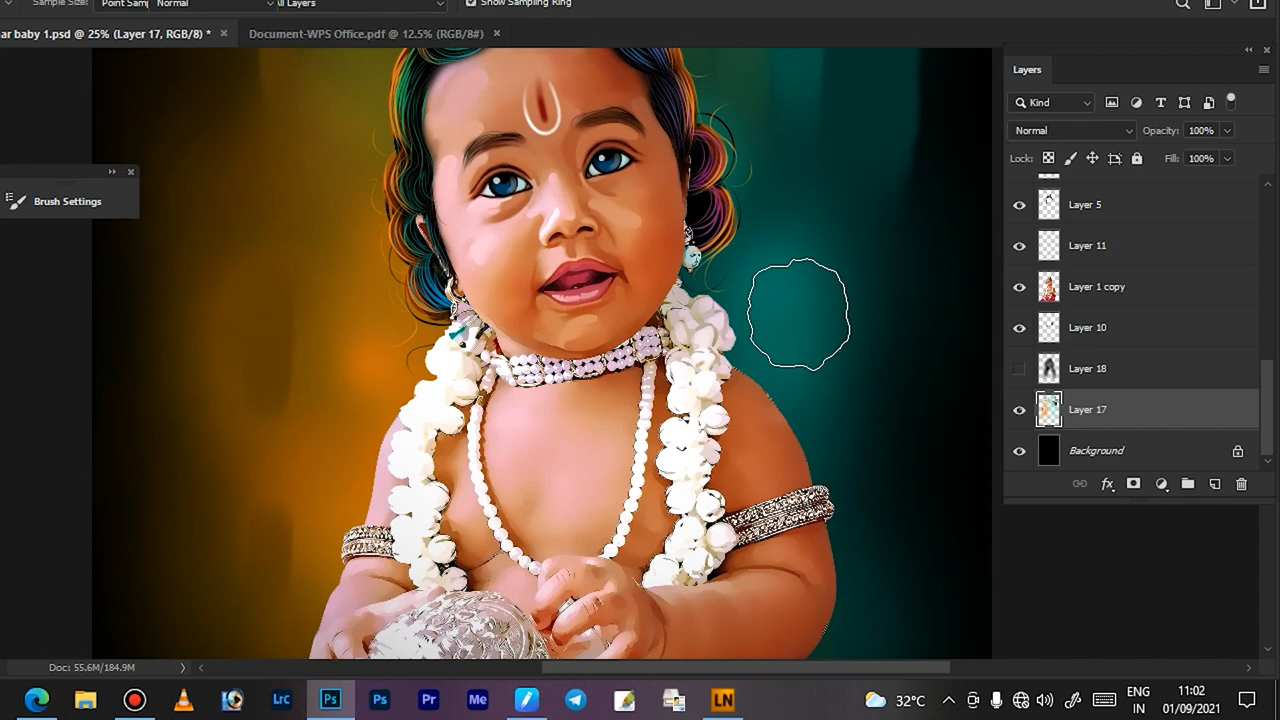 Sample Size: Point Samp Normal All Layers Show Sampling Ring
ar baby 1.psd @ 25% (Layer 17, RGB/8) * × Document-WPS Office.pdf @ 12.5% (RGB/8#) ×
Layers
Kind
Normal Opacity: 100%
Lock: Fill: 100%
Brush Settings
Layer 5
Layer 11
Layer 1 copy
Layer 10
Layer 18
Layer 17
Background
fx
Doc: 55.6M/184.9M
LrC Ps Ps Pr Me LN 32°C ENG 11:02
IN 01/09/2021